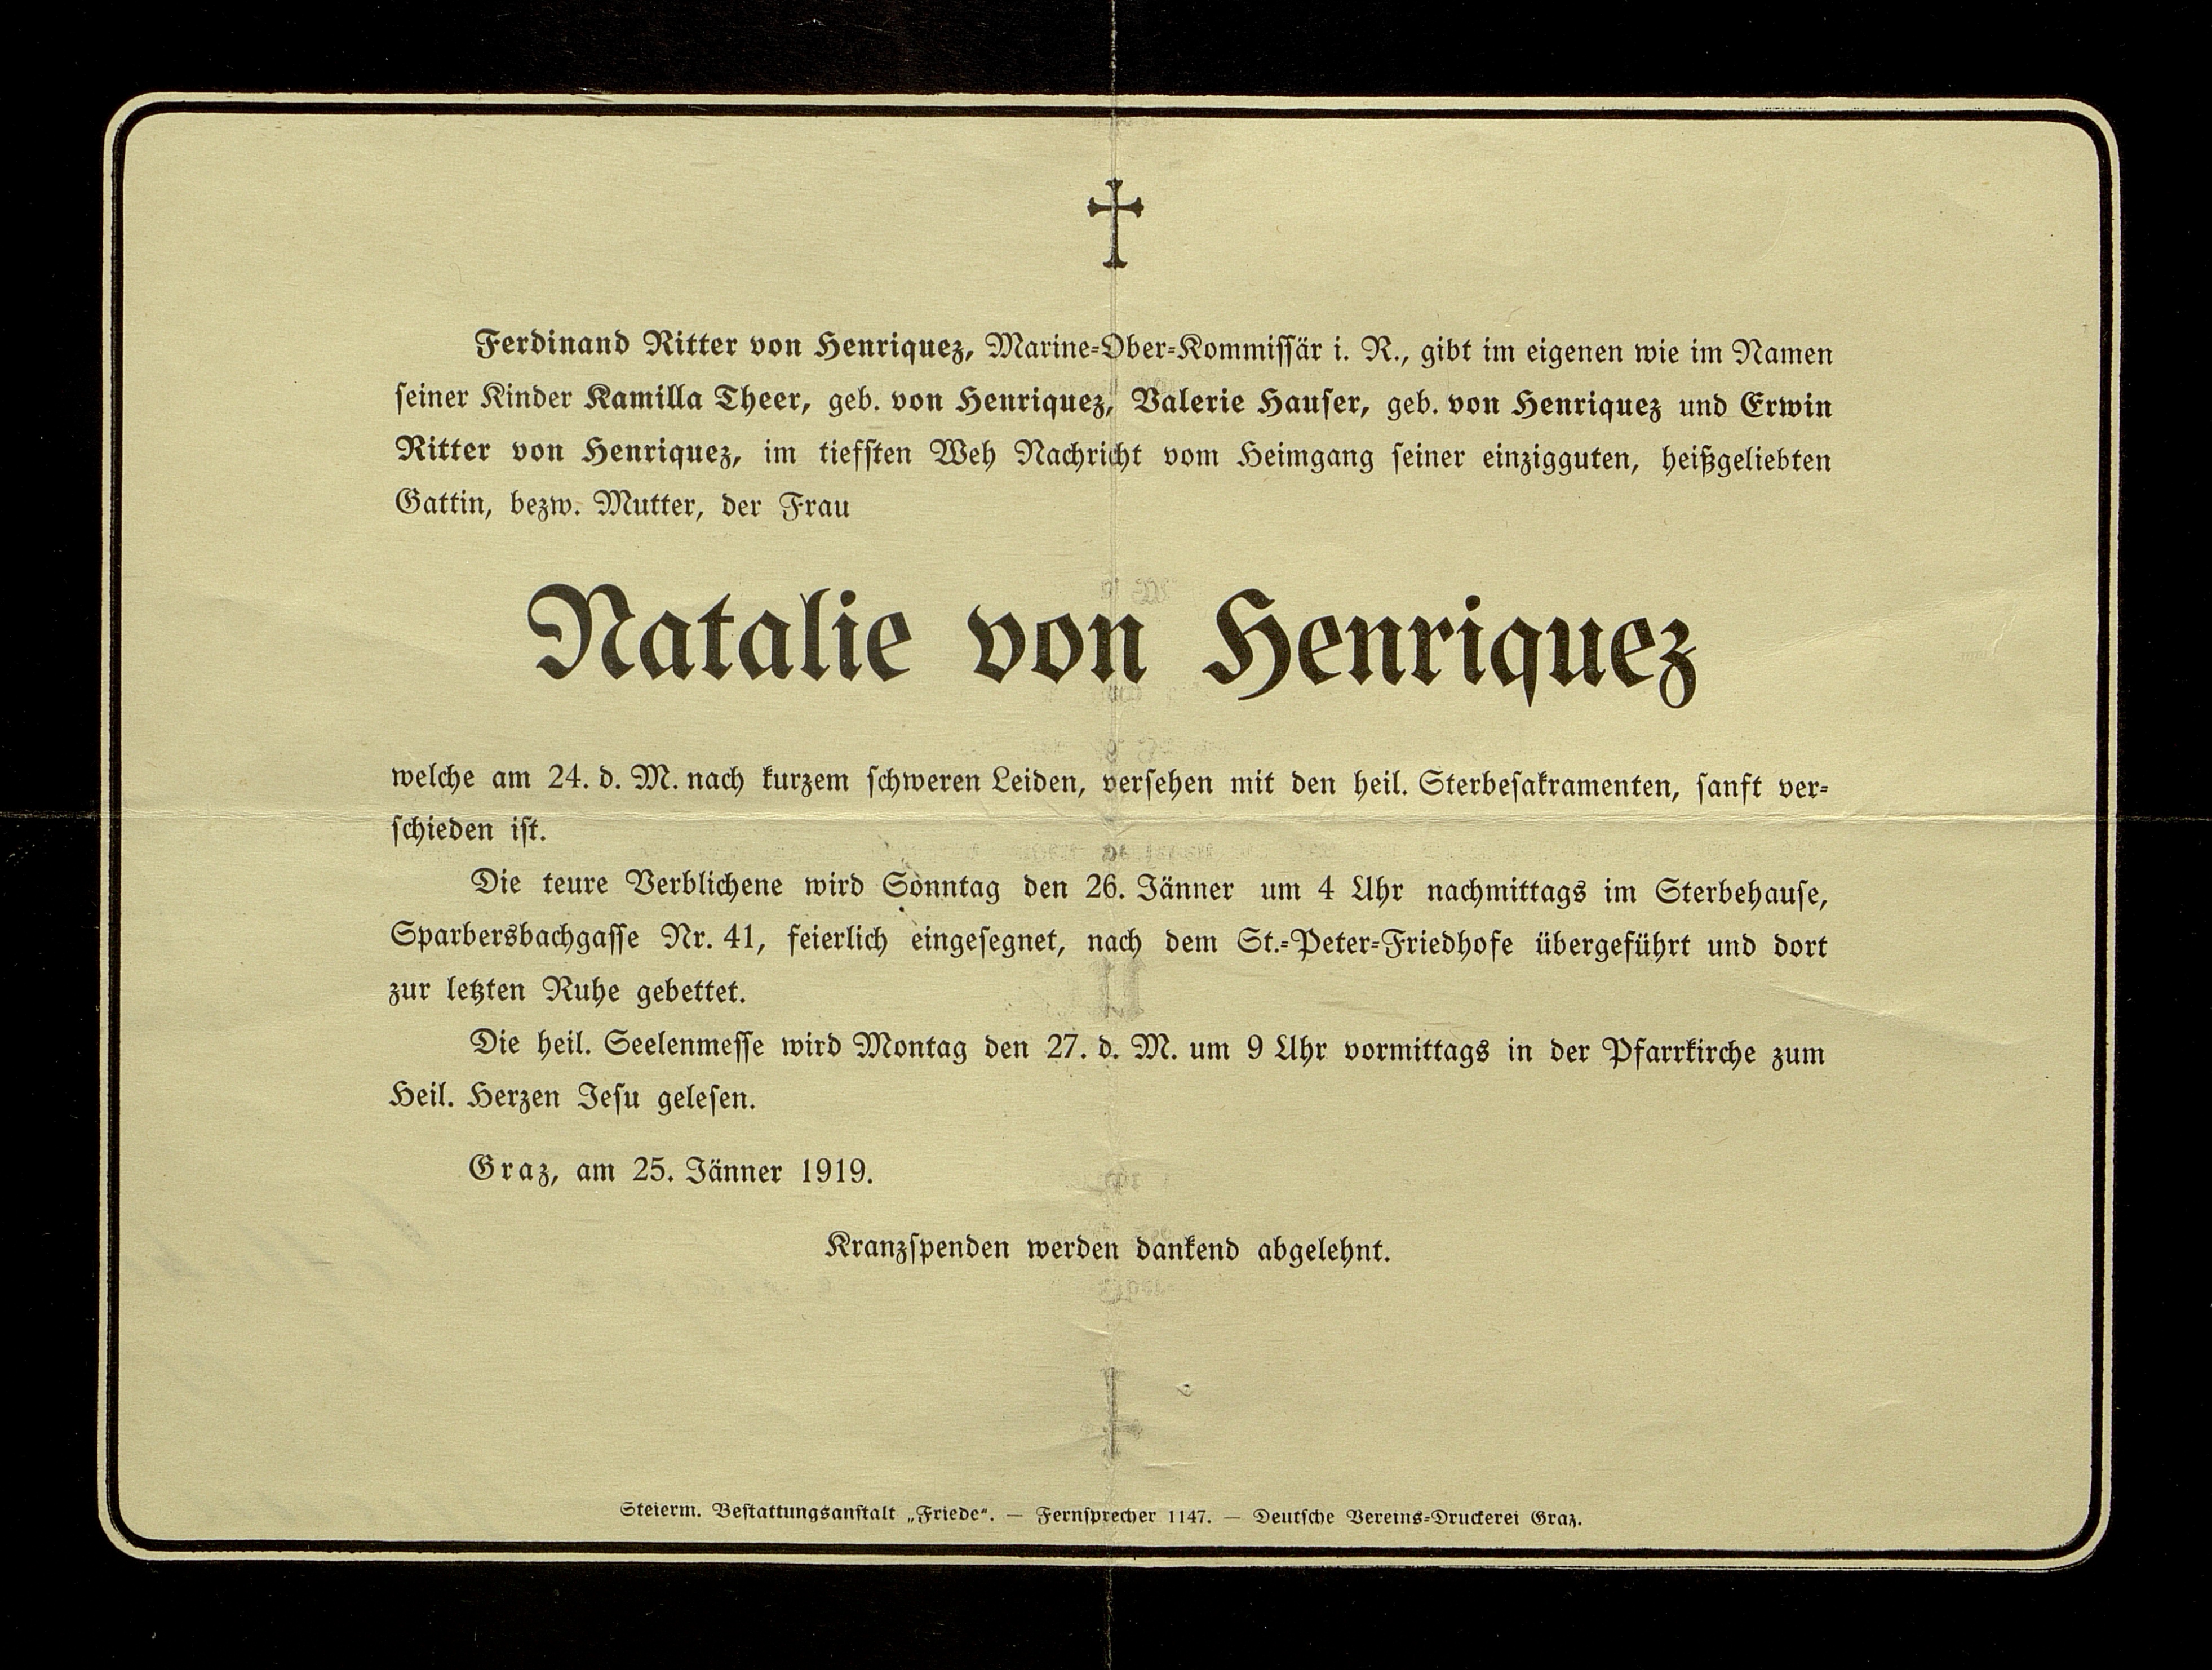 Ferdinand Ritter von Henriquez, Marine-Ober-Kommissär i. R., gibt im eigenen wie im Namen
seiner Kinder Kamilla Theer, geb. von Henriquez, Valerie Hauser, geb. von Henriquez und Erwin
Ritter von Henriquez, im tiefsten Weh Nachricht vom Heimgang seiner einzigguten, heißgeliebten
Gattin, bezw. Mutter, der Frau
Natalie von Henriquez
welche am 24. d. M. nach kurzem schweren Leiden, versehen mit den heil. Sterbesakramenten, sanft ver-
schieden ist.
Die teure Verblichene wird Sonntag den 26. Jänner um 4 Uhr nachmittags im Sterbehause,
Sparbersbachgasse Nr. 41, feierlich eingesegnet, nach dem St.-Peter-Friedhofe übergeführt und dort
zur letzten Ruhe gebettet.
Die heil. Seelenmesse wird Montag den 27. d. M. um 9 Uhr vormittags in der Pfarrkirche zum
Heil. Herzen Jesu gelesen.
Graz, am 25. Jänner 1919.
Kranzspenden werden dankend abgelehnt.
Steierm. Bestattungsanstalt „Friede“. — Fernsprecher 1147. — Deutsche Vereins-Druckerei Graz.